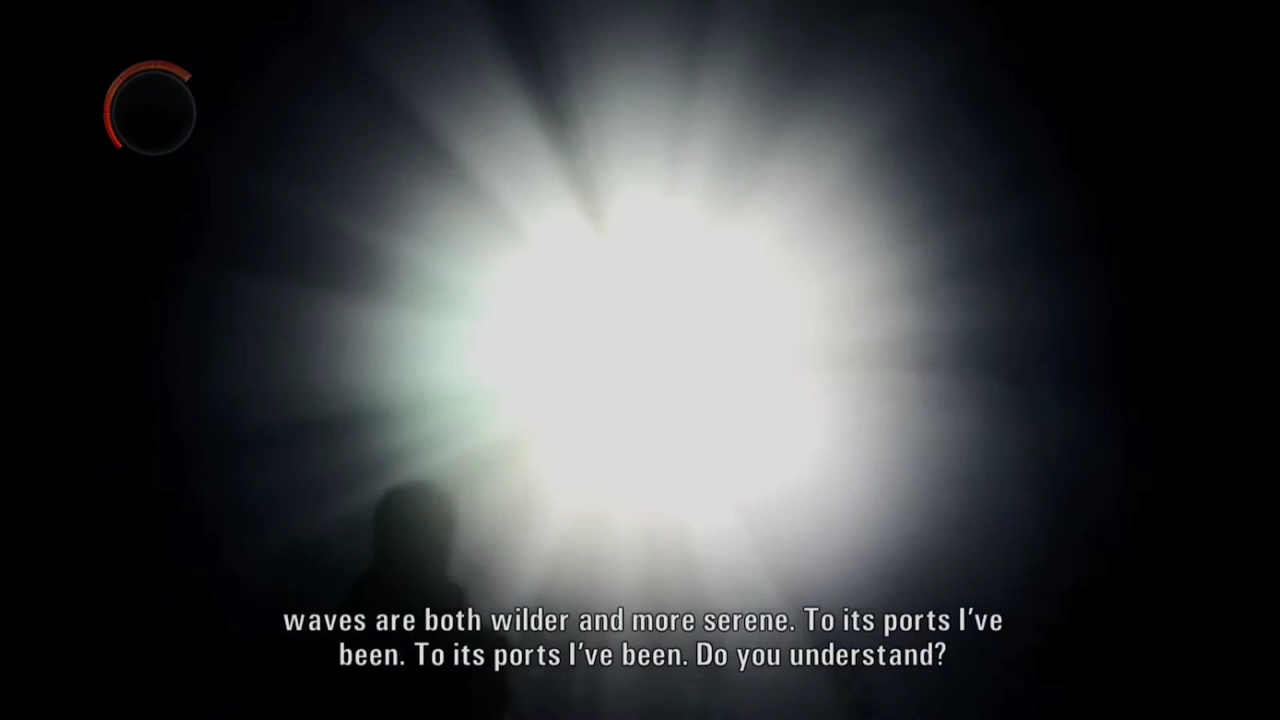 waves are both wilder and more serene. To its ports I've
been. To its ports I've been. Do you understand?